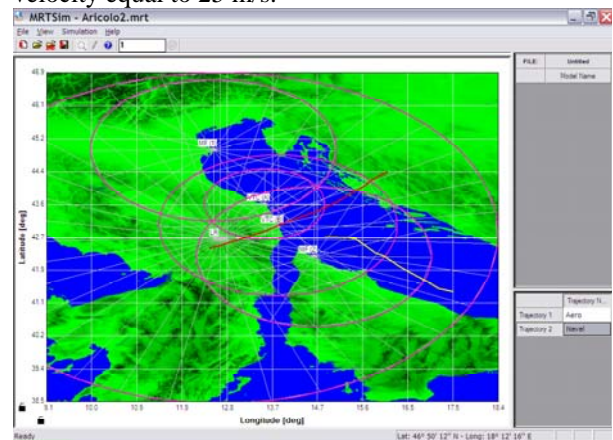 velocity equal to 25 m/s.
MRTSim - Aricolo2.mrt
File View Simulation Help
1
FILE: Untitled
Model Name
46.9
46.1
45.2
44.4
43.6
42.7
41.9
41.1
40.2
39.4
38.5
Latitude [deg]
9.1 10.0 10.9 11.9 12.8 13.7 14.7 15.6 16.5 17.5 18.4
Longitude [deg]
Trajectory N...
Trajectory 1 Aero
Trajectory 2 Naval
Ready
Lat: 46° 50' 12" N - Long: 18° 12' 16" E